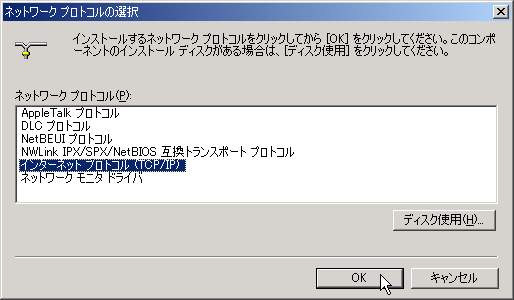 ネットワーク プロトコルの選択
インストールするネットワーク プロトコルをクリックしてから [OK] をクリックしてください。このコンポ
ーネントのインストール ディスクがある場合は、[ディスク使用] をクリックしてください。
ネットワーク プロトコル(P):
AppleTalk プロトコル
DLC プロトコル
NetBEUI プロトコル
NWLink IPX/SPX/NetBIOS 互換トランスポート プロトコル
インターネット プロトコル (TCP/IP)
ネットワーク モニタ ドライバ
ディスク使用(H)...
OK
キャンセル